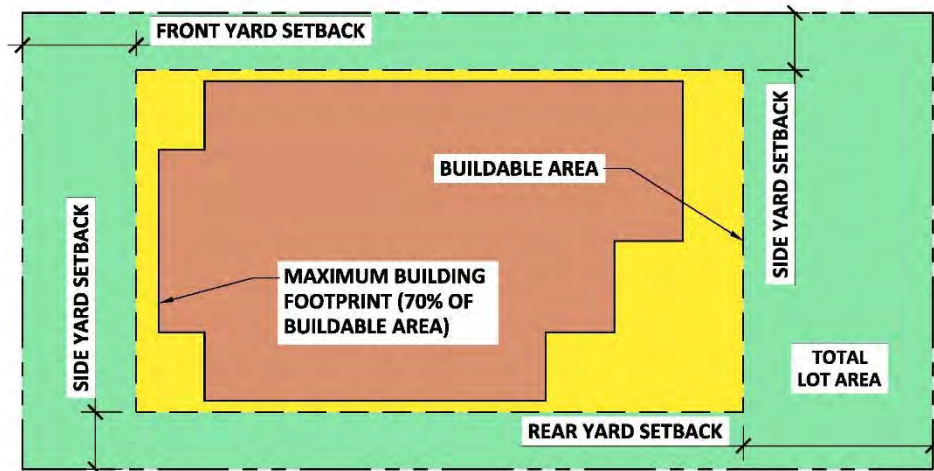 FRONT YARD SETBACK
SIDE YARD SETBACK
BUILDABLE AREA
MAXIMUM BUILDING
FOOTPRINT (70% OF
BUILDABLE AREA)
SIDE YARD SETBACK
TOTAL
LOT AREA
REAR YARD SETBACK